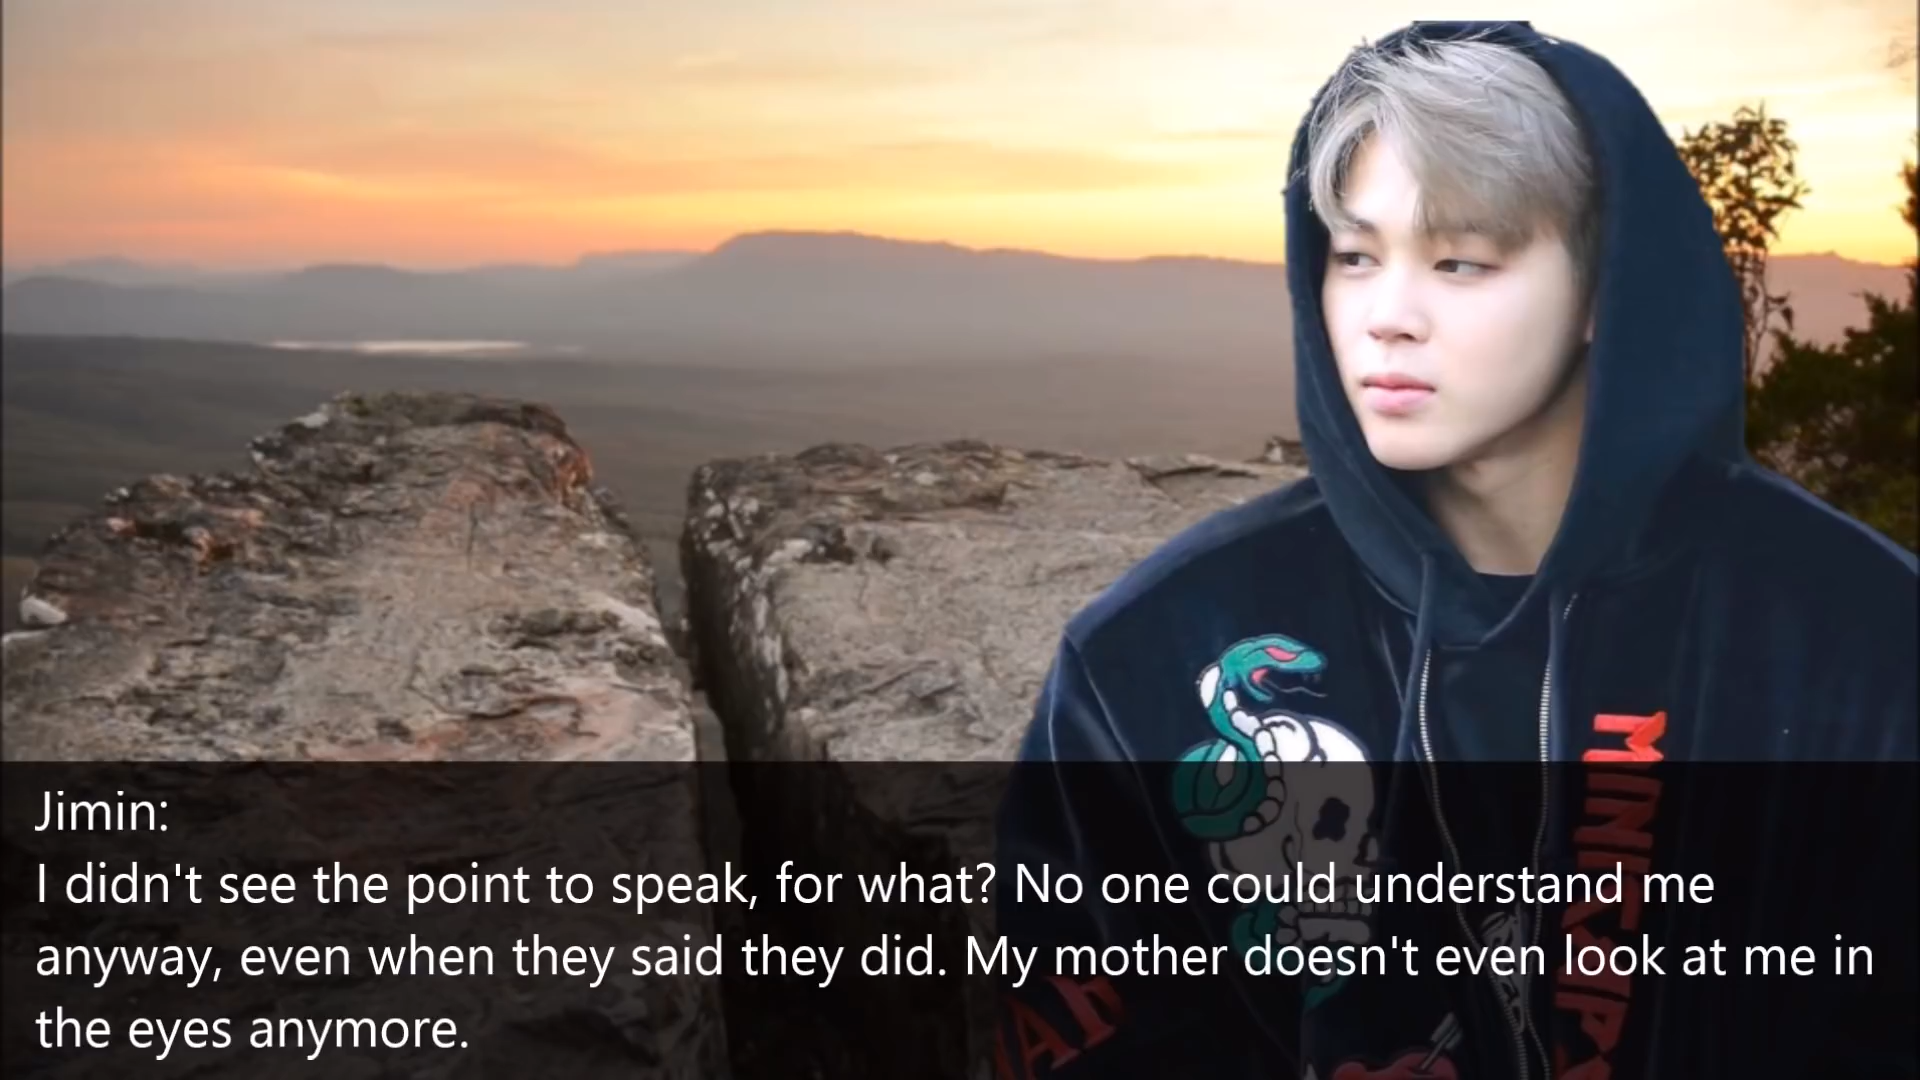 Jimin:
I didn't see the point to speak, for what? No one could understand me
anyway, even when they said they did. My mother doesn't even look at me in
the eyes anymore.